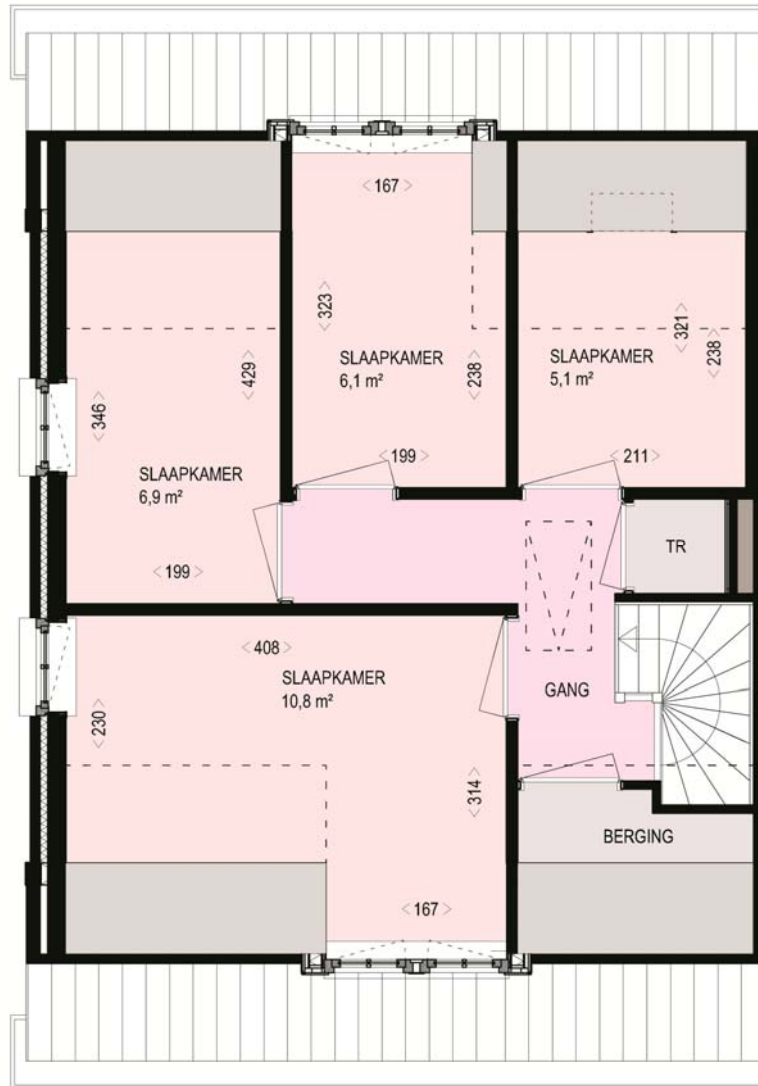 <167>
<323>
SLAAPKAMER
6,1 m²
<238>
<199>
<321>
<238>
SLAAPKAMER
5,1 m²
<211>
<429>
<346>
SLAAPKAMER
6,9 m²
<199>
TR
<408>
SLAAPKAMER
10,8 m²
<230>
<314>
<167>
GANG
BERGING